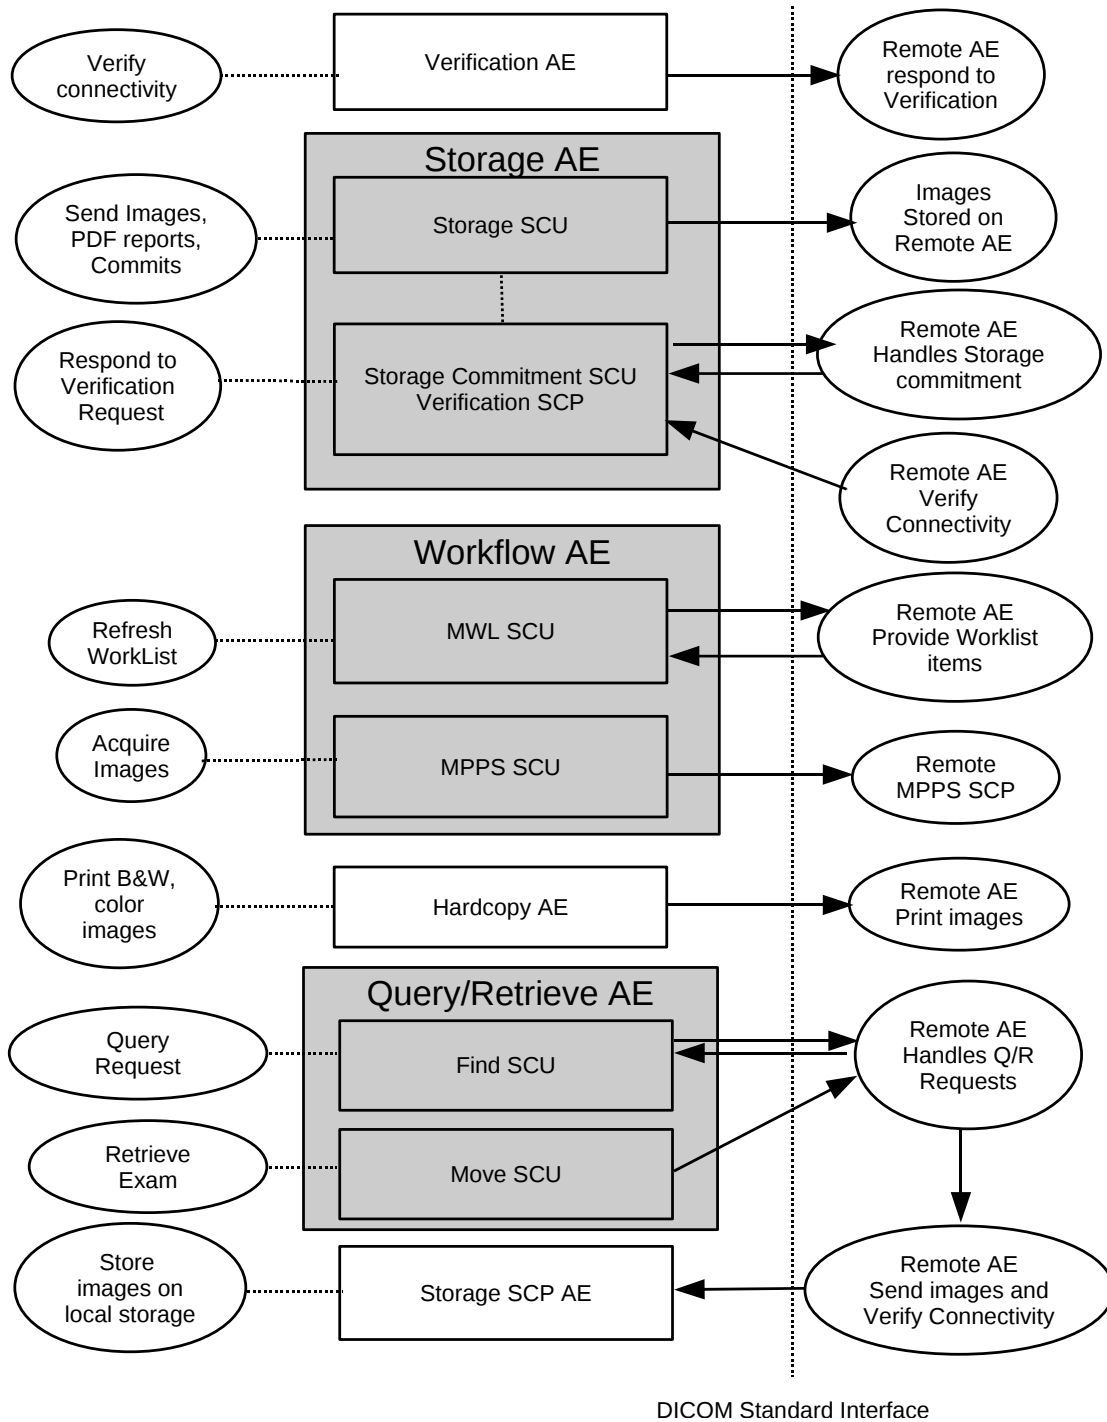 Verify
connectivity
Verification AE
Remote AE
respond to
Verification
Storage AE
Send Images,
PDF reports,
Commits
Storage SCU
Images
Stored on
Remote AE
Respond to
Verification
Request
Storage Commitment SCU
Verification SCP
Remote AE
Handles Storage
commitment
Remote AE
Verify
Connectivity
Workflow AE
Refresh
WorkList
MWL SCU
Remote AE
Provide Worklist
items
Acquire
Images
MPPS SCU
Remote
MPPS SCP
Print B&W,
color
images
Hardcopy AE
Remote AE
Print images
Query/Retrieve AE
Query
Request
Find SCU
Remote AE
Handles Q/R
Requests
Retrieve
Exam
Move SCU
Store
images on
local storage
Storage SCP AE
Remote AE
Send images and
Verify Connectivity
DICOM Standard Interface